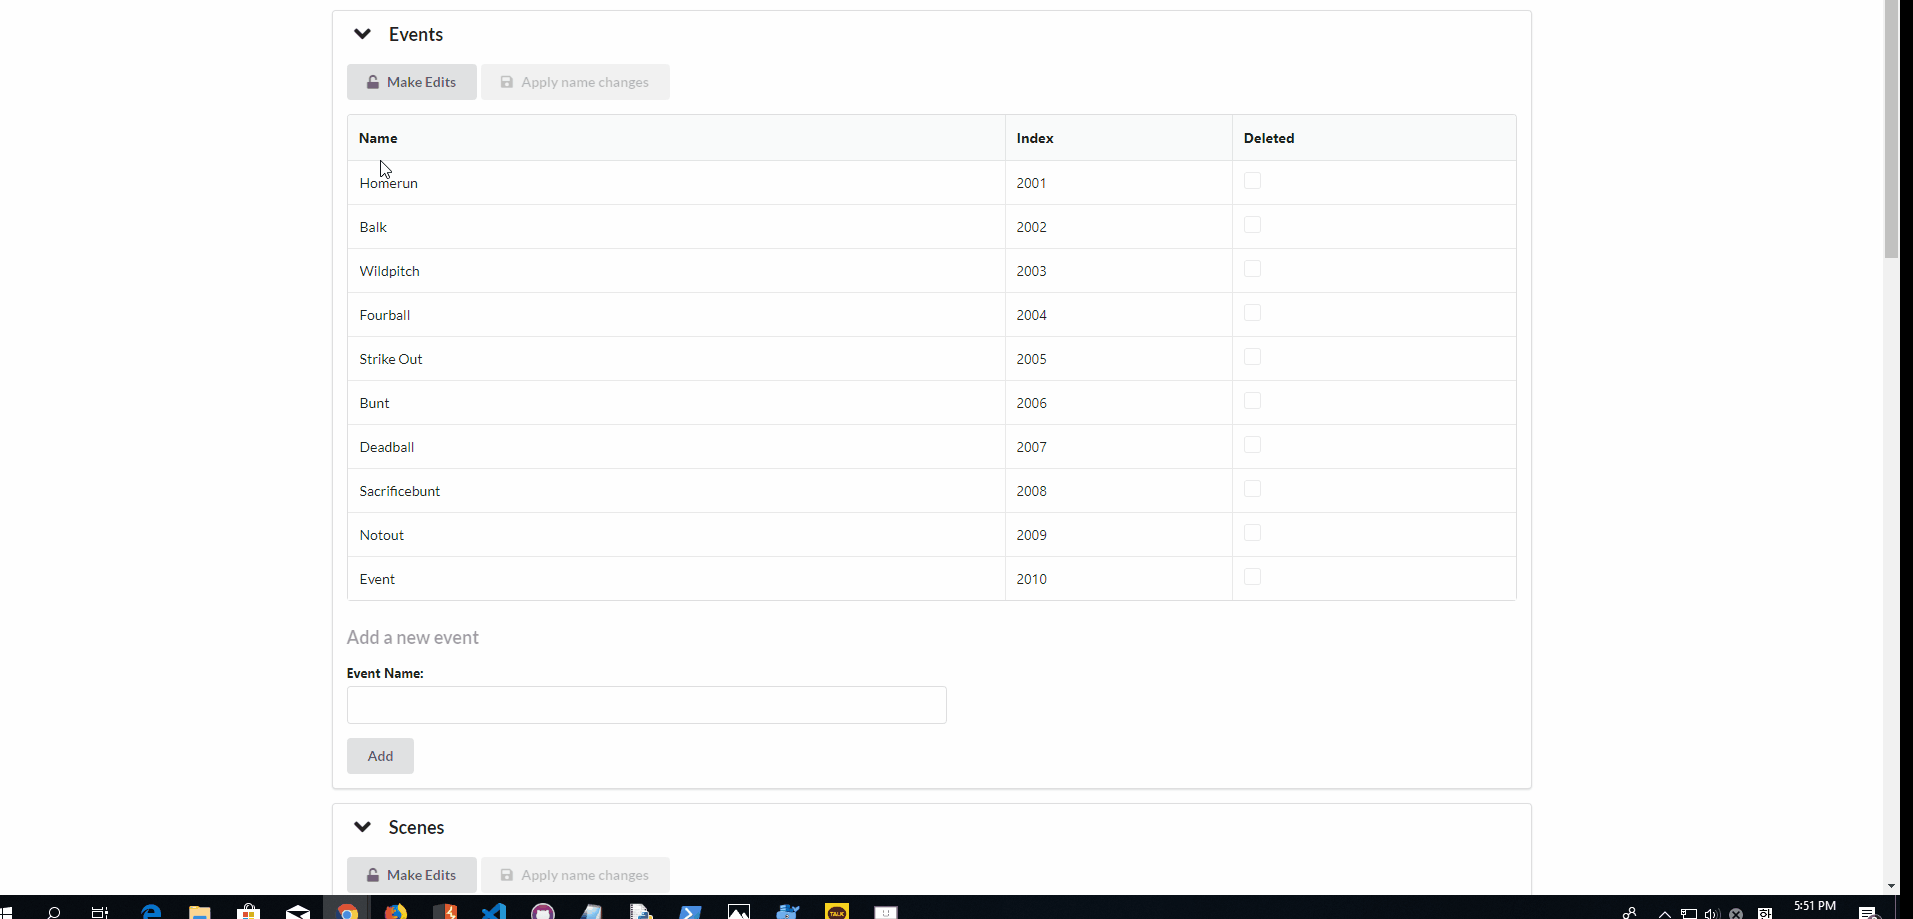 Events
Make Edits Apply name changes
Name Index Deleted
Homerun 2001
Balk 2002
Wildpitch 2003
Fourball 2004
Strike Out 2005
Bunt 2006
Deadball 2007
Sacrificebunt 2008
Notout 2009
Event 2010
Add a new event
Event Name:
Add
Scenes
Make Edits Apply name changes
TALK
5:51 PM